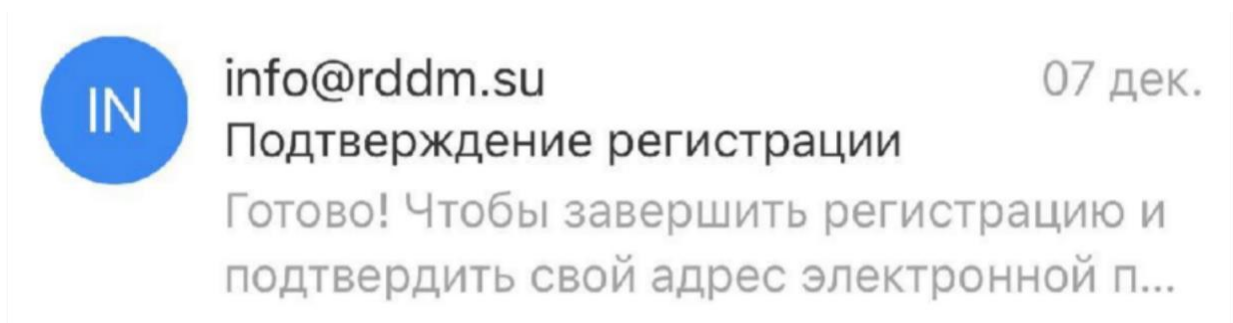 IN
info@rddm.su
07 дек.
Подтверждение регистрации
Готово! Чтобы завершить регистрацию и
подтвердить свой адрес электронной п...